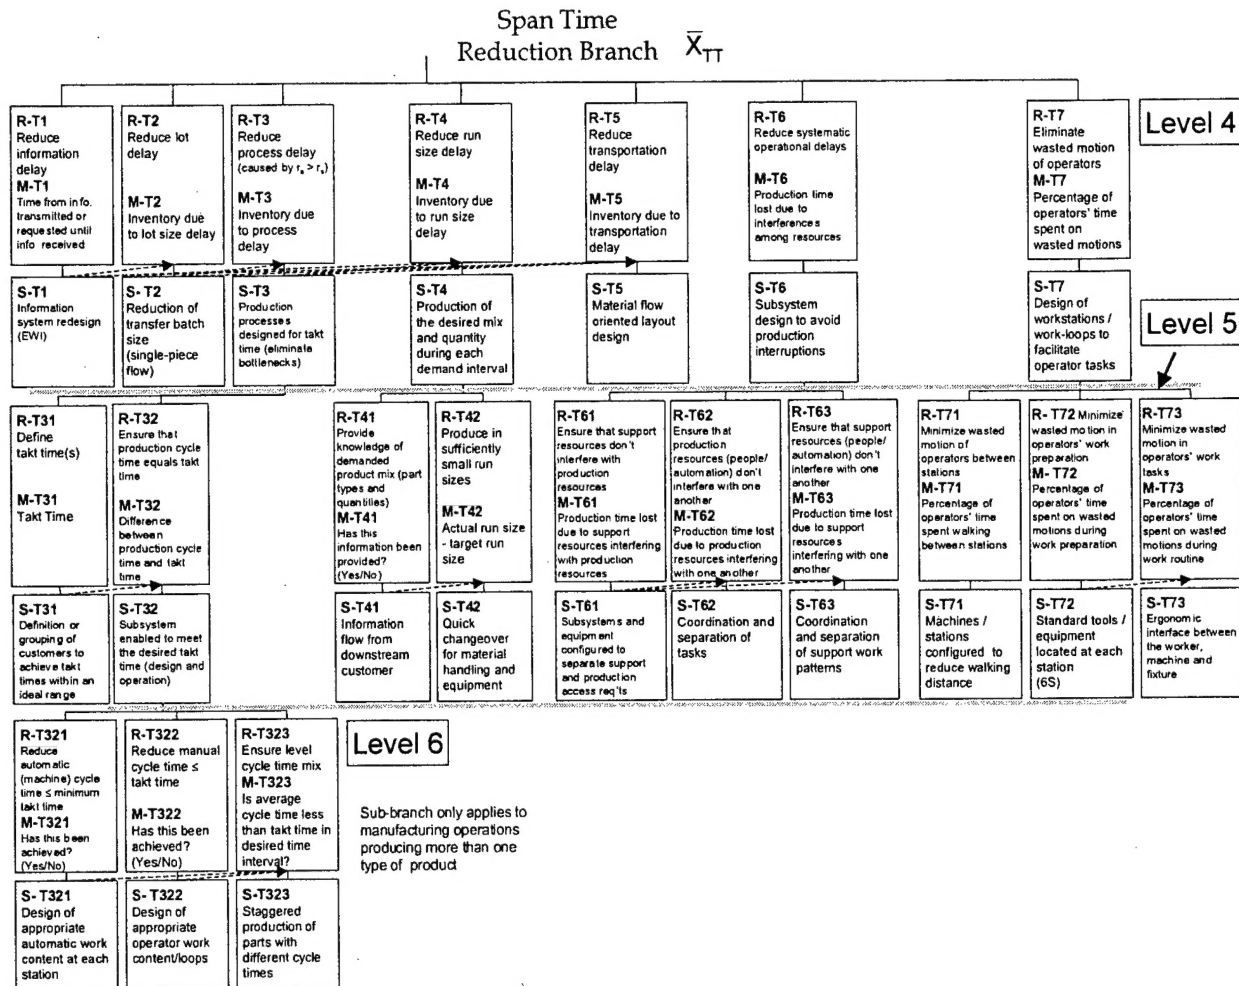 Span Time
Reduction Branch X̄TT
R-T1
Reduce
information
delay
M-T1
Time from info.
transmitted or
requested until
info received
R-T2
Reduce lot
delay
M-T2
Inventory due
to lot size delay
R-T3
Reduce
process delay
(caused by rₐ > rₛ)
M-T3
Inventory due
to process
delay
R-T4
Reduce run
size delay
M-T4
Inventory due
to run size
delay
R-T5
Reduce
transportation
delay
M-T5
Inventory due to
transportation
delay
R-T6
Reduce systematic
operational delays
M-T6
Production time
lost due to
interferences
among resources
R-T7
Eliminate
wasted motion
of operators
M-T7
Percentage of
operators' time
spent on
wasted motions
Level 4
S-T1
Information
system redesign
(EWI)
S- T2
Reduction of
transfer batch
size
(single-piece
flow)
S-T3
Production
processes
designed for takt
time (eliminate
bottlenecks)
S-T4
Production of
the desired mix
and quantity
during each
demand interval
S-T5
Material flow
oriented layout
design
S-T6
Subsystem
design to avoid
production
interruptions
S-T7
Design of
workstations /
work-loops to
facilitate
operator tasks
Level 5
R-T31
Define
takt time(s)
M-T31
Takt Time
R-T32
Ensure that
production cycle
time equals takt
time
M-T32
Difference
between
production cycle
time and takt
time
R-T41
Provide
knowledge of
demanded
product mix (part
types and
quantities)
M-T41
Has this
information been
provided?
(Yes/No)
R-T42
Produce in
sufficiently
small run
sizes
M-T42
Actual run size
- target run
size
R-T61
Ensure that support
resources don't
interfere with
production
resources
M-T61
Production time lost
due to support
resources interfering
with production
resources
R-T62
Ensure that
production
resources (people/
automation) don't
interfere with one
another
M-T62
Production time lost
due to production
resources interfering
with one another
R-T63
Ensure that support
resources (people/
automation) don't
interfere with one
another
M-T63
Production time lost
due to support
resources
interfering with one
another
R-T71
Minimize wasted
motion of
operators between
stations
M-T71
Percentage of
operators' time
spent walking
between stations
R- T72 Minimize
wasted motion in
operators' work
preparation
M- T72
Percentage of
operators' time
spent on wasted
motions during
work preparation
R-T73
Minimize wasted
motion in
operators' work
tasks
M-T73
Percentage of
operators' time
spent on wasted
motions during
work routine
S-T31
Definition or
grouping of
customers to
achieve takt
times within an
ideal range
S-T32
Subsystem
enabled to meet
the desired takt
time (design and
operation)
S-T41
Information
flow from
downstream
customer
S-T42
Quick
changeover
for material
handling and
equipment
S-T61
Subsystems and
equipment
configured to
separate support
and production
access req'ts
S-T62
Coordination and
separation of
tasks
S-T63
Coordination
and separation
of support work
patterns
S-T71
Machines /
stations
configured to
reduce walking
distance
S-T72
Standard tools /
equipment
located at each
station
(6S)
S-T73
Ergonomic
interface between
the worker,
machine and
fixture
R-T321
Reduce
automatic
(machine) cycle
time ≤ minimum
takt time
M-T321
Has this been
achieved?
(Yes/No)
R-T322
Reduce manual
cycle time ≤
takt time
M-T322
Has this been
achieved?
(Yes/No)
R-T323
Ensure level
cycle time mix
M-T323
Is average
cycle time less
than takt time in
desired time
interval?
Level 6
Sub-branch only applies to
manufacturing operations
producing more than one
type of product
S- T321
Design of
appropriate
automatic work
content at each
station
S- T322
Design of
appropriate
operator work
content/loops
S-T323
Staggered
production of
parts with
different cycle
times